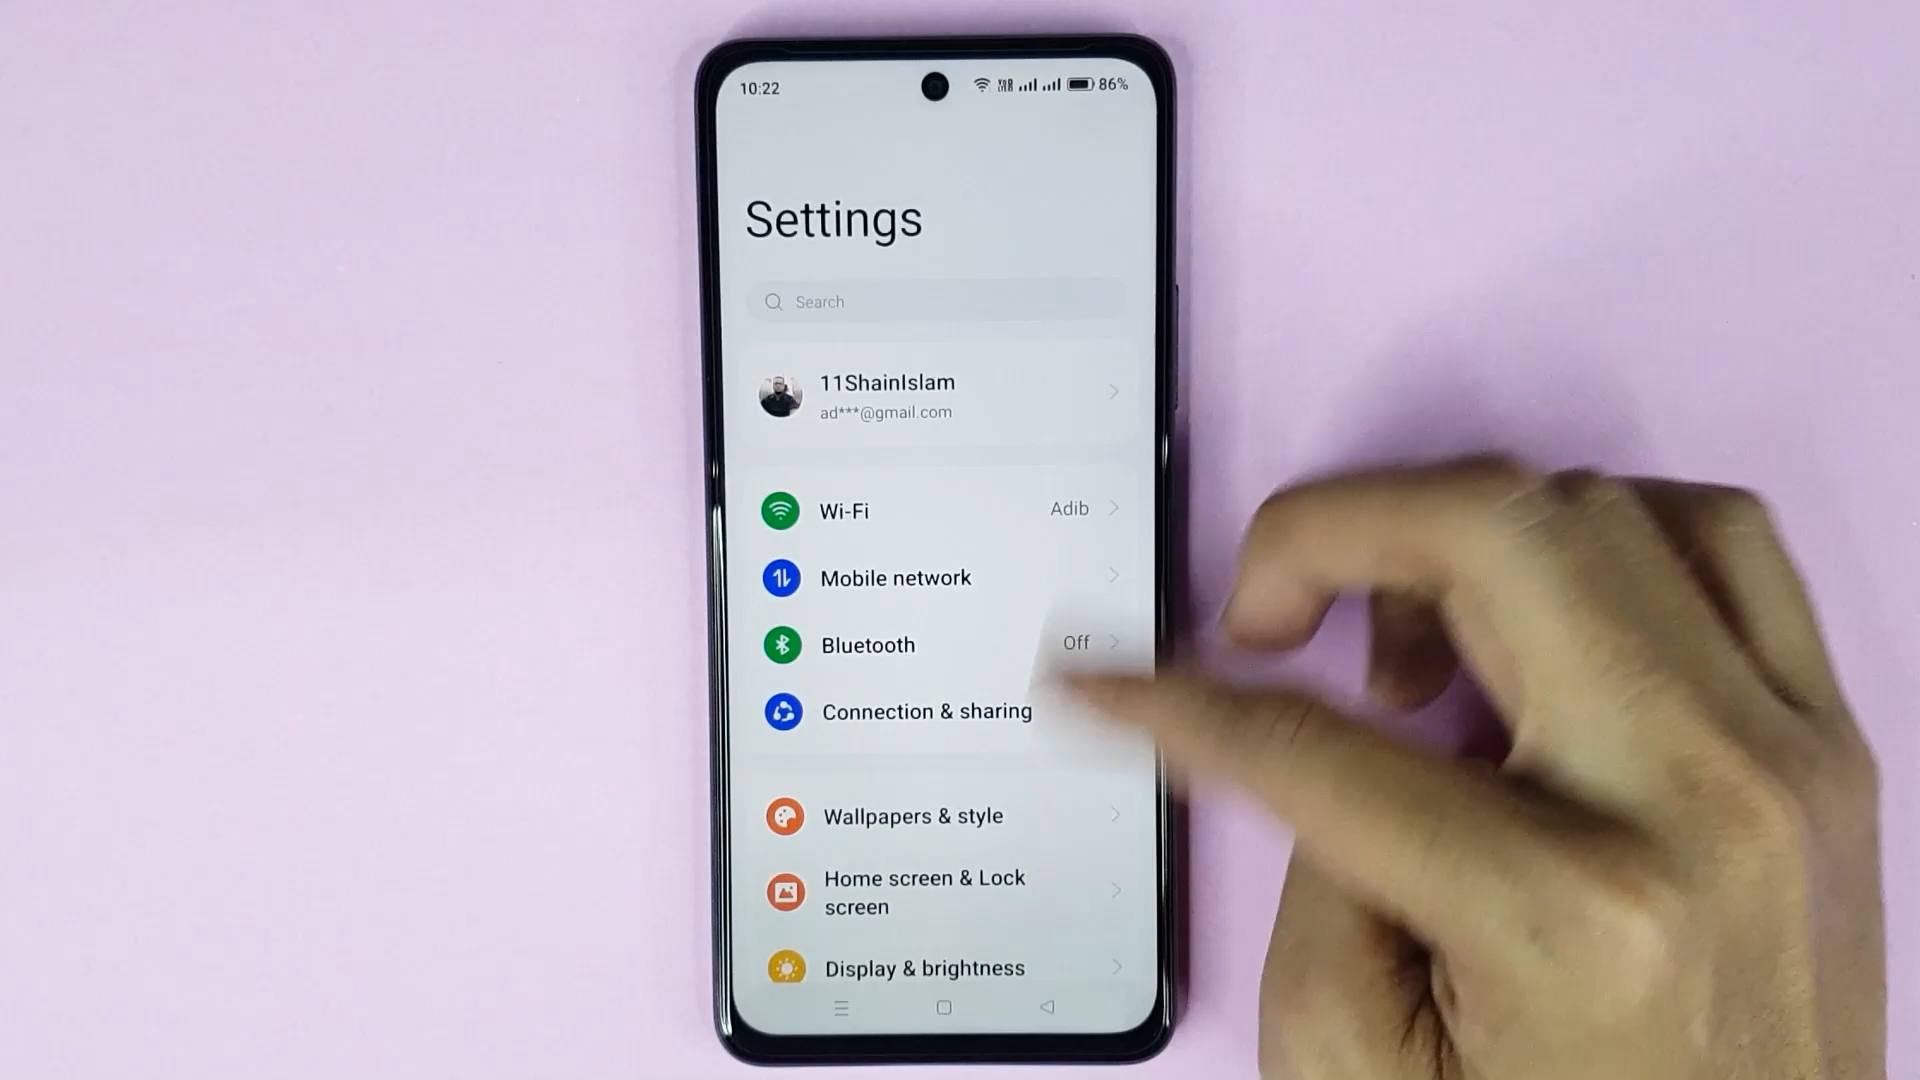 10:22
86%
Settings
Search
11ShainIslam
ad***@gmail.com
Wi-Fi Adib
Mobile network
Bluetooth Off
Connection & sharing
Wallpapers & style
Home screen & Lock
screen
Display & brightness